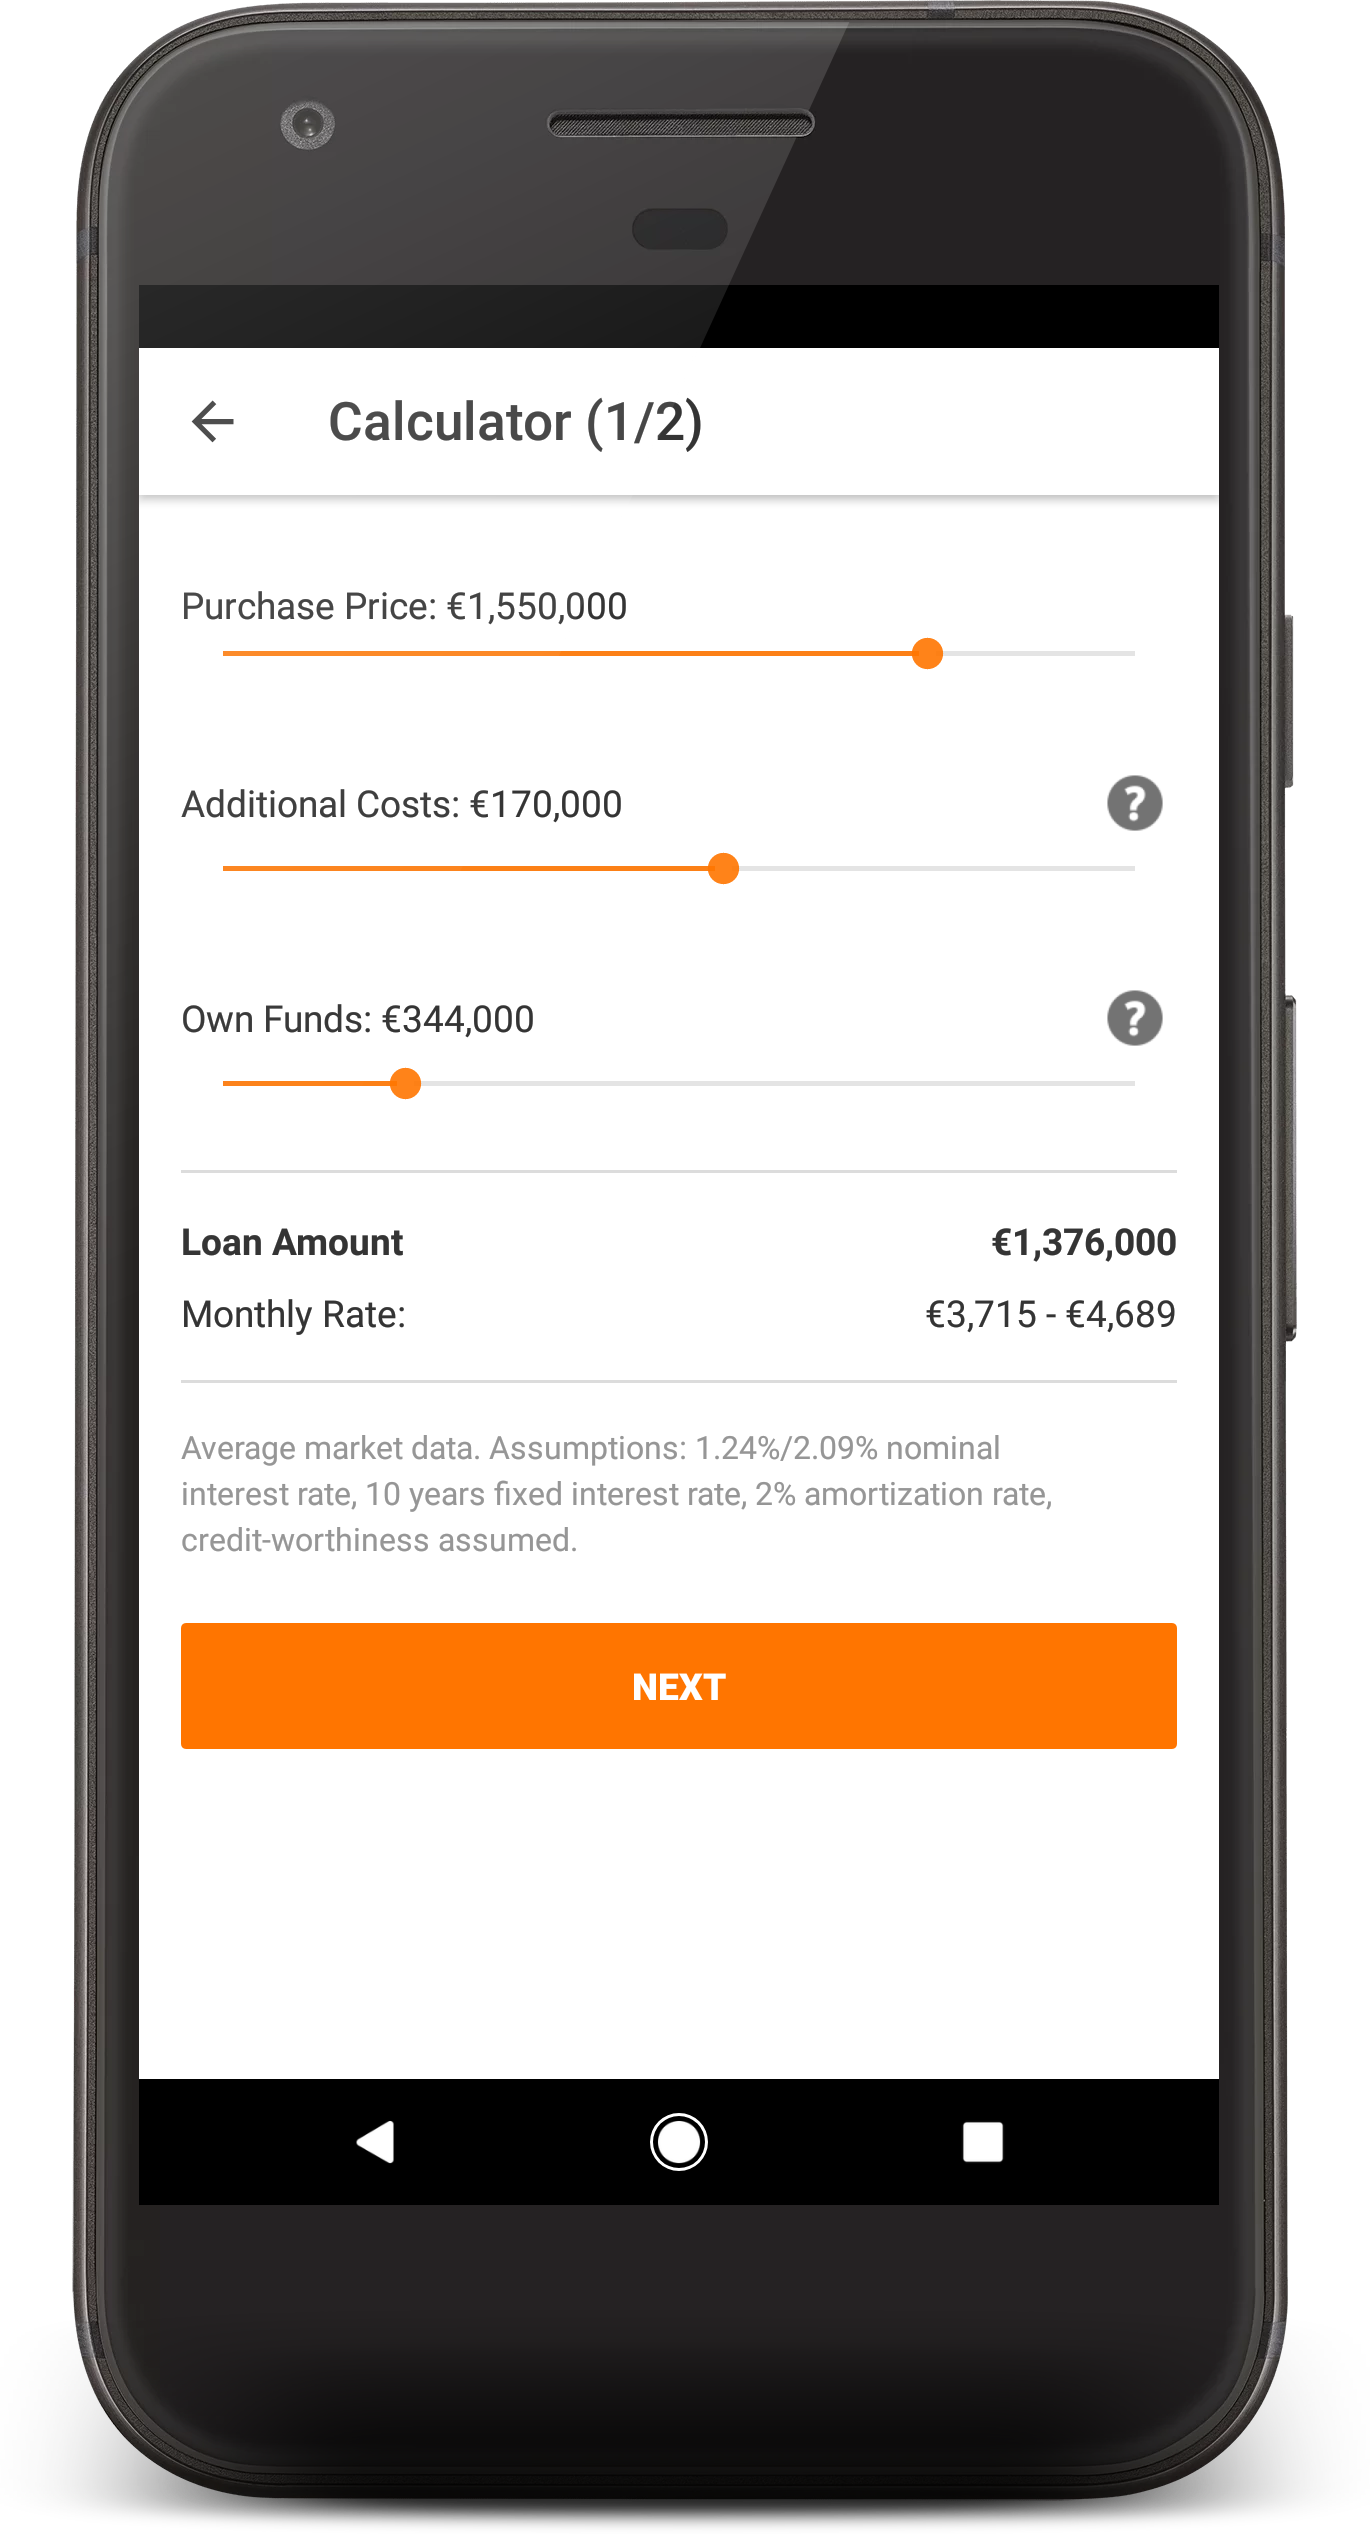 Calculator (1/2)
Purchase Price: €1,550,000
Additional Costs: €170,000
?
Own Funds: €344,000
?
Loan Amount €1,376,000
Monthly Rate: €3,715 - €4,689
Average market data. Assumptions: 1.24%/2.09% nominal
interest rate, 10 years fixed interest rate, 2% amortization rate,
credit-worthiness assumed.
NEXT